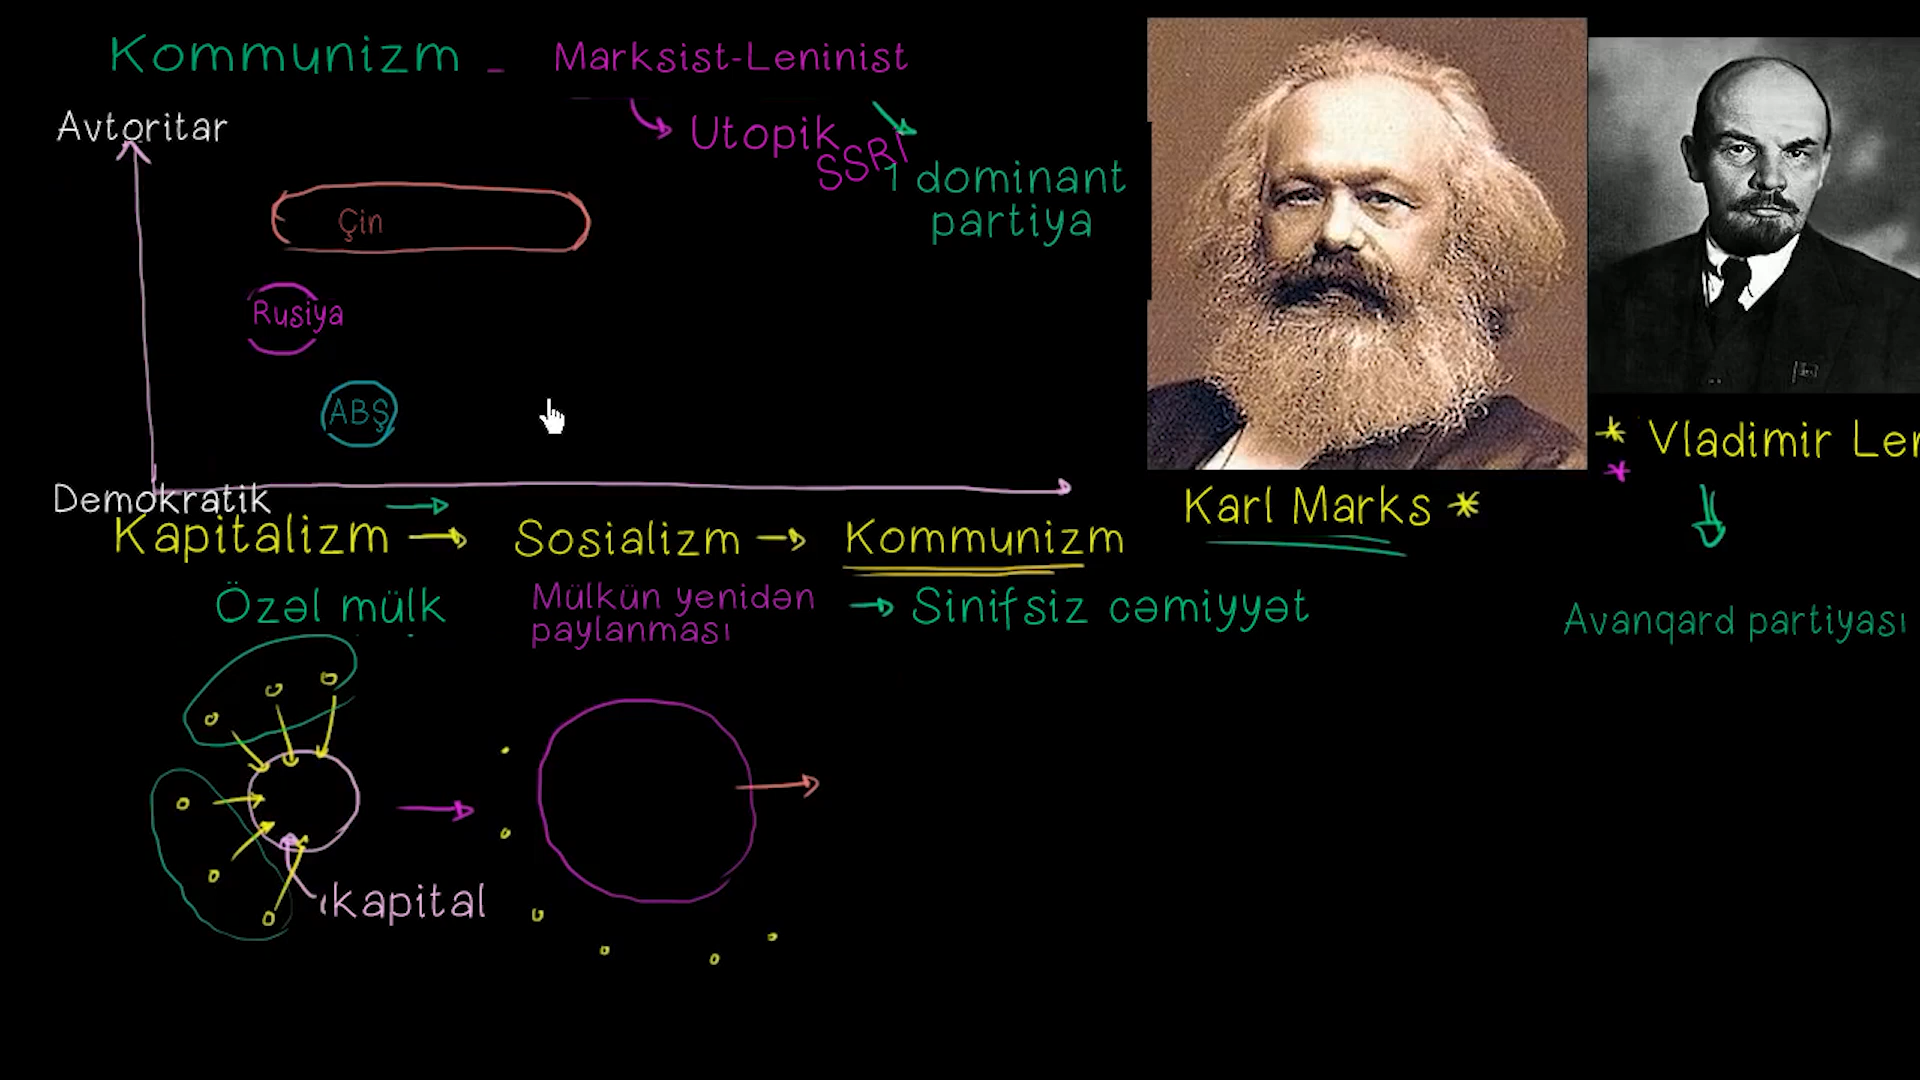 Kommunizm - Marksist-Leninist
Avtoritar
Utopik
SSRİ
1 dominant
partiya
Çin
Rusiya
ABŞ
Demokratik
Kapitalizm → Sosializm → Kommunizm
Karl Marks *
* Vladimir Ler
Özəl mülk
Mülkün yenidən
paylanması
→ Sinifsiz cəmiyyət
Avanqard partiyası
kapital